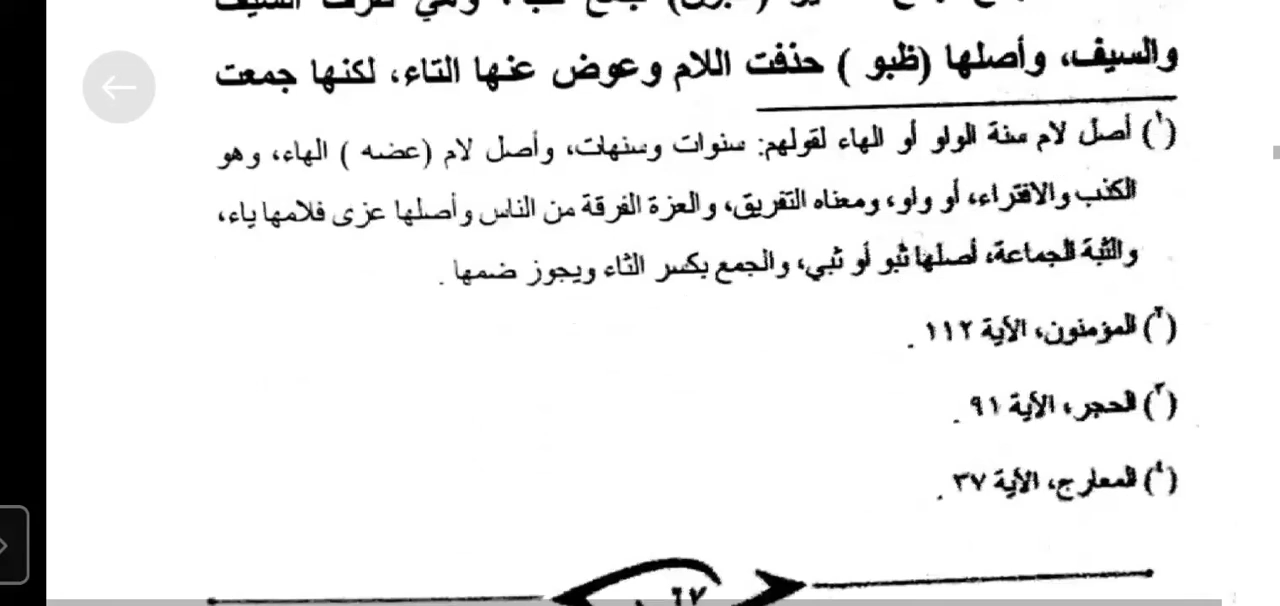 والسيف، وأصلها (ظبو ) حذفت اللام وعوض عنها التاء، لكنها جمعت
(١) أصل لام سنة الواو أو الهاء لقولهم: سنوات وسنهات، وأصل لام (عضه ) الهاء، وهو
الكذب والافتراء، أو واو، ومعناه التفريق، والعزة الفرقة من الناس وأصلها عزى فلامها ياء،
والثبة الجماعة، أصلها ثبو أو ثبي، والجمع بكسر الثاء ويجوز ضمها .
(٢) المؤمنون، الآية ١١٢ .
(٣) الحجر، الآية ٩١ .
(٤) المعارج، الآية ٣٧ .
٦٧